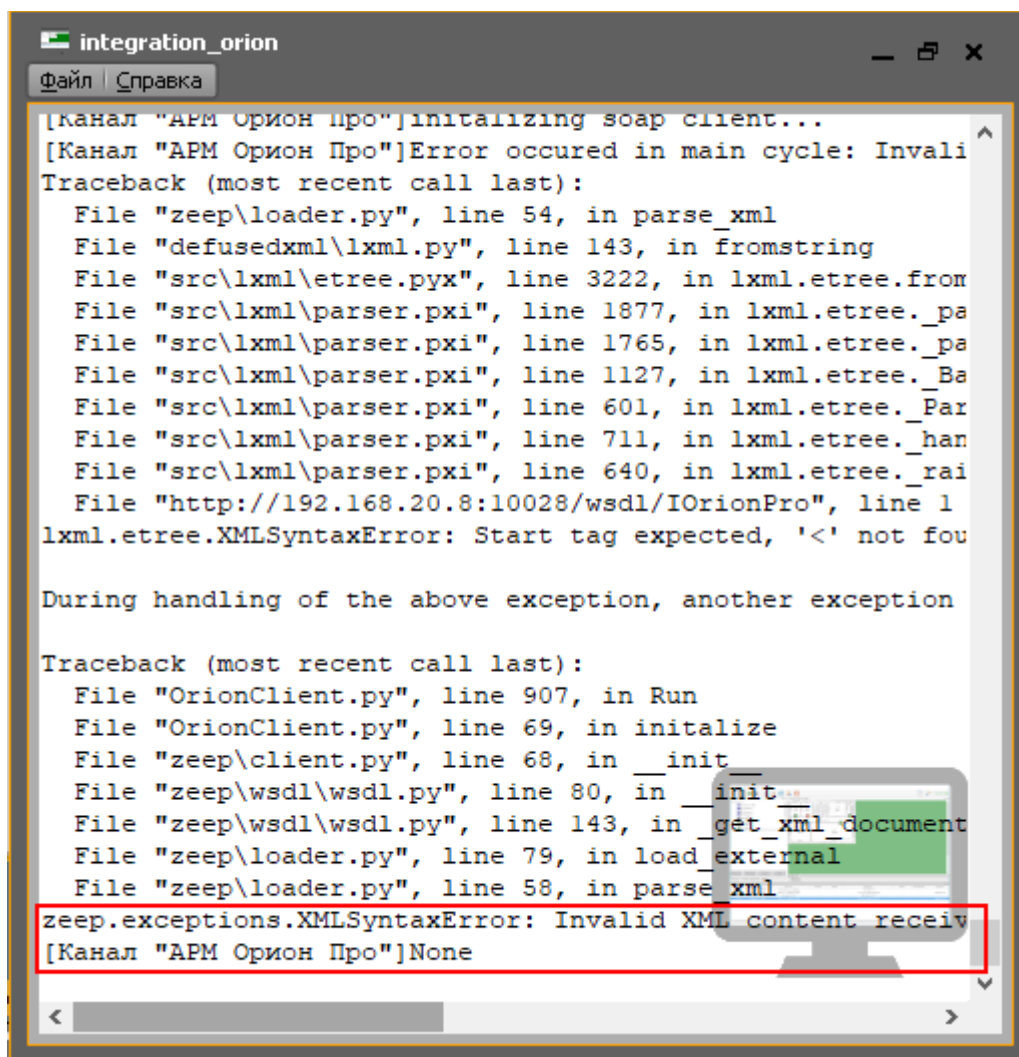 integration_orion
Файл Справка
[Канал "АРМ Орион Про"]initalizing soap client...
[Канал "АРМ Орион Про"]Error occured in main cycle: Invali
Traceback (most recent call last):
File "zeep\loader.py", line 54, in parse_xml
File "defusedxml\lxml.py", line 143, in fromstring
File "src\lxml\etree.pyx", line 3222, in lxml.etree.from
File "src\lxml\parser.pxi", line 1877, in lxml.etree._pa
File "src\lxml\parser.pxi", line 1765, in lxml.etree._pa
File "src\lxml\parser.pxi", line 1127, in lxml.etree._Ba
File "src\lxml\parser.pxi", line 601, in lxml.etree._Par
File "src\lxml\parser.pxi", line 711, in lxml.etree._han
File "src\lxml\parser.pxi", line 640, in lxml.etree._rai
File "http://192.168.20.8:10028/wsdl/IOrionPro", line 1
lxml.etree.XMLSyntaxError: Start tag expected, '<' not fou
During handling of the above exception, another exception
Traceback (most recent call last):
File "OrionClient.py", line 907, in Run
File "OrionClient.py", line 69, in initalize
File "zeep\client.py", line 68, in __init__
File "zeep\wsdl\wsdl.py", line 80, in __init__
File "zeep\wsdl\wsdl.py", line 143, in _get_xml_document
File "zeep\loader.py", line 79, in load_external
File "zeep\loader.py", line 58, in parse_xml
zeep.exceptions.XMLSyntaxError: Invalid XML content receiv
[Канал "АРМ Орион Про"]None